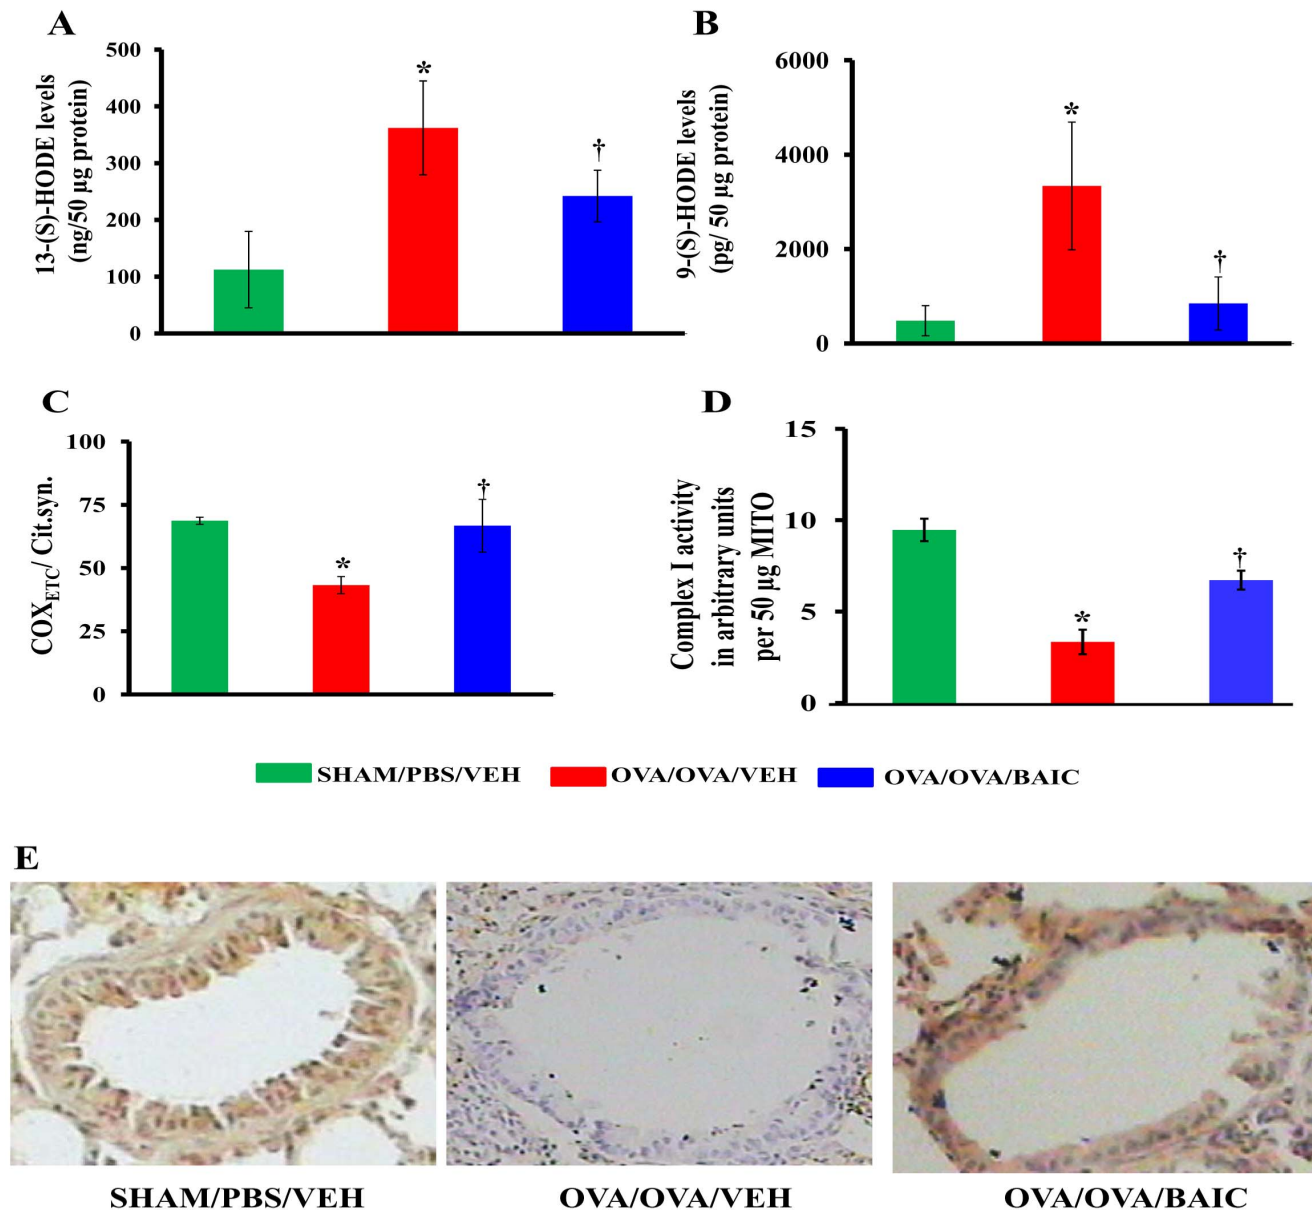 A
13-(S)-HODE levels
(ng/50 µg protein)
500
400
300
200
100
0
*
†
B
9-(S)-HODE levels
(pg/ 50 µg protein)
6000
4000
2000
0
*
†
C
COX_ETC/ Cit.syn.
100
75
50
25
0
*
†
D
Complex I activity
in arbitrary units
per 50 µg MITO
15
10
5
0
*
†
SHAM/PBS/VEH OVA/OVA/VEH OVA/OVA/BAIC
E
SHAM/PBS/VEH OVA/OVA/VEH OVA/OVA/BAIC